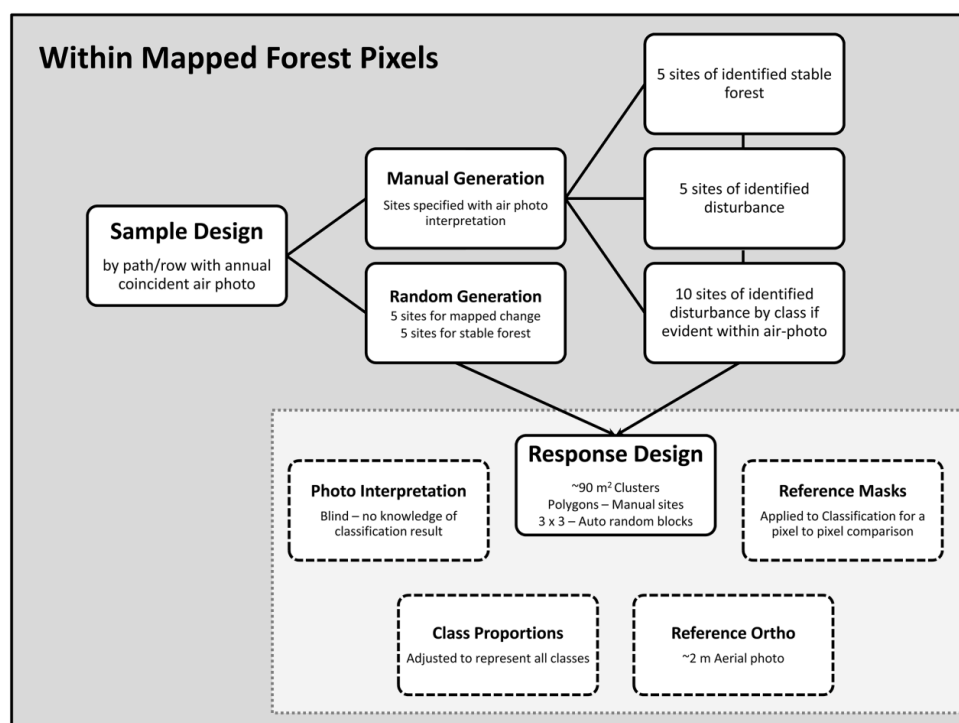 Within Mapped Forest Pixels
5 sites of identified stable
forest
Manual Generation
Sites specified with air photo
interpretation
5 sites of identified
disturbance
Sample Design
by path/row with annual
coincident air photo
Random Generation
5 sites for mapped change
5 sites for stable forest
10 sites of identified
disturbance by class if
evident within air-photo
Response Design
~90 m² Clusters
Polygons – Manual sites
3 x 3 – Auto random blocks
Photo Interpretation
Blind – no knowledge of
classification result
Reference Masks
Applied to Classification for a
pixel to pixel comparison
Class Proportions
Adjusted to represent all classes
Reference Ortho
~2 m Aerial photo